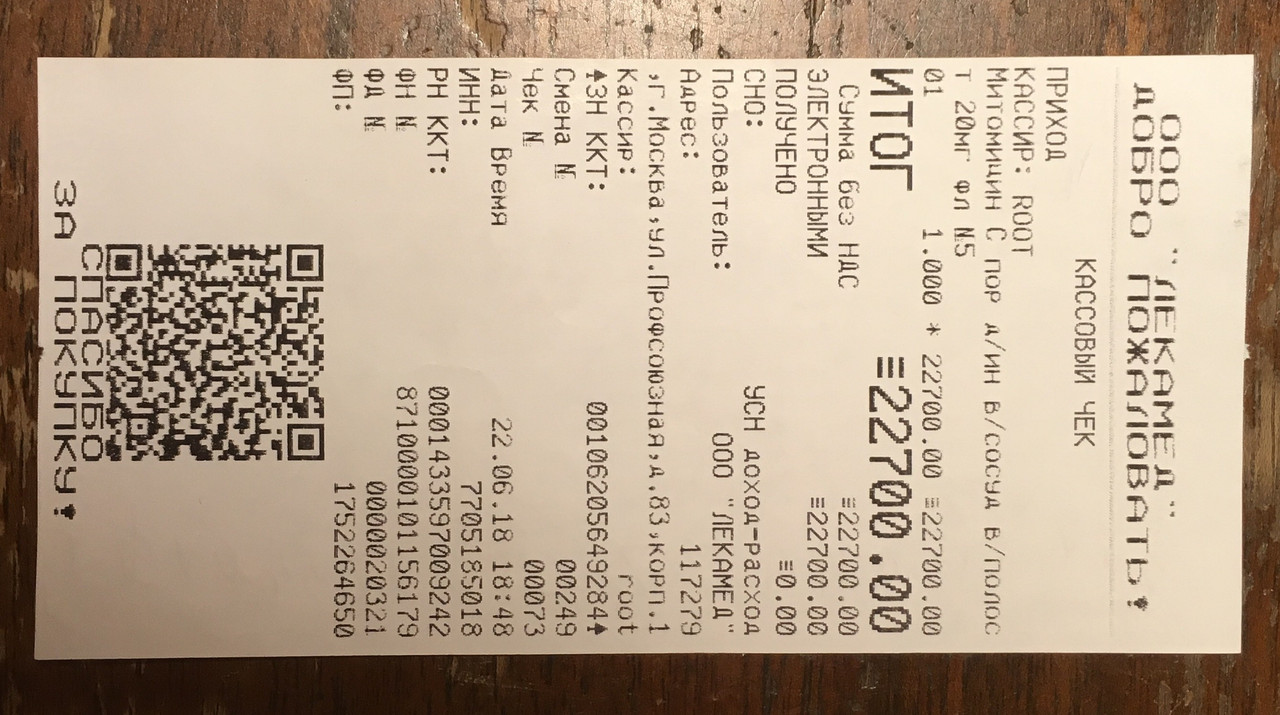 ООО "ЛЕКАМЕД"
ДОБРО ПОЖАЛОВАТЬ!
КАССОВЫЙ ЧЕК
ПРИХОД
КАССИР: ROOT
Митомицин С пор д/ин в/сосуд в/полос
т 20мг фл №5
01 1.000 * 22700.00 ≡22700.00
ИТОГ ≡22700.00
Сумма без НДС ≡22700.00
ЭЛЕКТРОННЫМИ ≡22700.00
ПОЛУЧЕНО ≡0.00
СНО: УСН доход-расход
Пользователь: ООО "ЛЕКАМЕД"
Адрес: 117279
,г.Москва,ул.Профсоюзная,д.83,корп.1
Кассир: root
♠ЗН ККТ: 00106205649284♠
Смена № 00249
Чек № 00073
Дата Время 22.06.18 18:48
ИНН: 7705185018
РН ККТ: 0001433597009242
ФН № 8710000101156179
ФД № 0000020321
ФП: 1752264650
СПАСИБО
ЗА ПОКУПКУ!